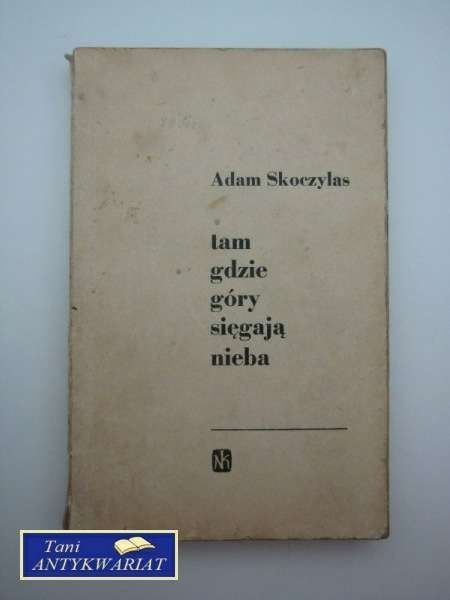 Adam Skoczylas
tam
gdzie
góry
sięgają
nieba
NK
Tani
ANTYKWARIAT